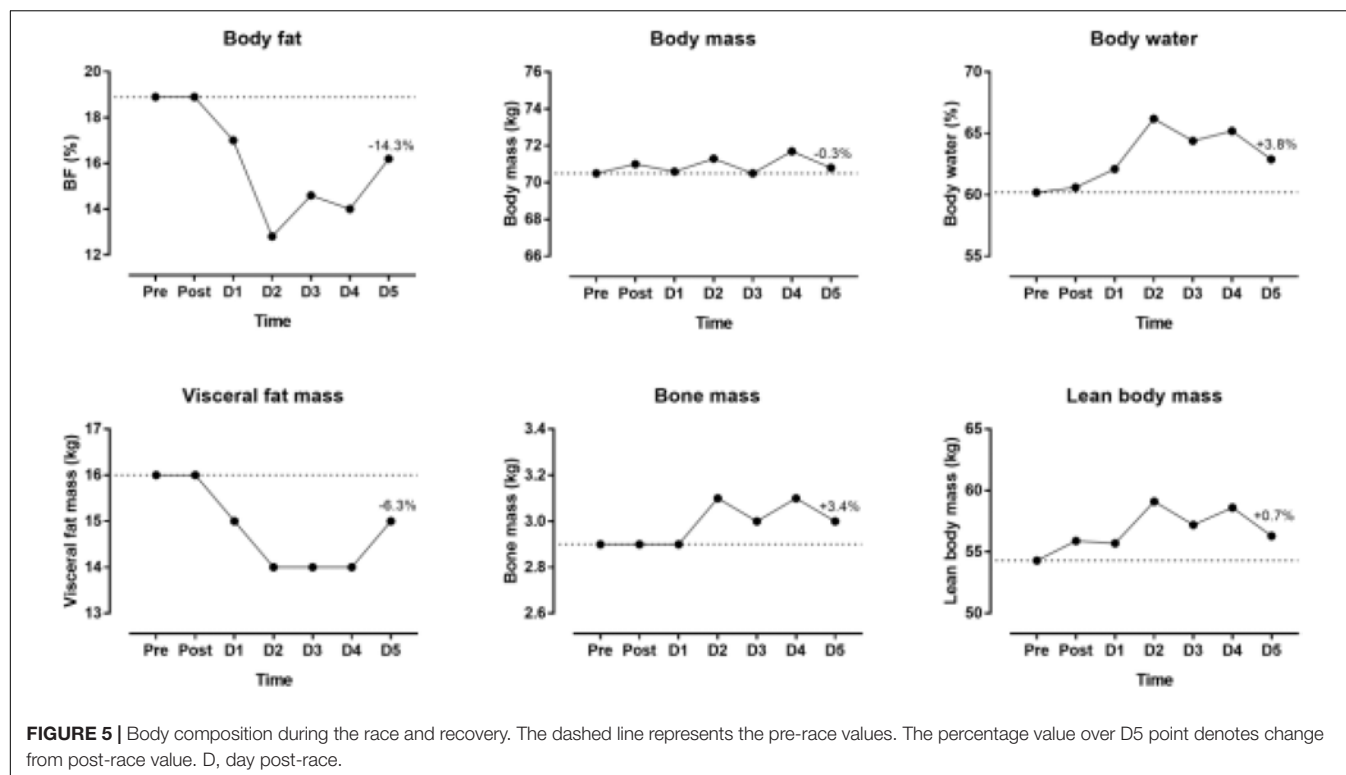 Body fat
BF (%)
20
18
16
14
12
-14.3%
Pre Post D1 D2 D3 D4 D5
Time
Body mass
Body mass (kg)
76
74
72
70
68
66
-0.3%
Pre Post D1 D2 D3 D4 D5
Time
Body water
Body water (%)
70
65
60
55
+3.8%
Pre Post D1 D2 D3 D4 D5
Time
Visceral fat mass
Visceral fat mass (kg)
17
16
15
14
13
-6.3%
Pre Post D1 D2 D3 D4 D5
Time
Bone mass
Bone mass (kg)
3.4
3.2
3.0
2.8
2.6
+3.4%
Pre Post D1 D2 D3 D4 D5
Time
Lean body mass
Lean body mass (kg)
65
60
55
50
+0.7%
Pre Post D1 D2 D3 D4 D5
Time
FIGURE 5 | Body composition during the race and recovery. The dashed line represents the pre-race values. The percentage value over D5 point denotes change
from post-race value. D, day post-race.